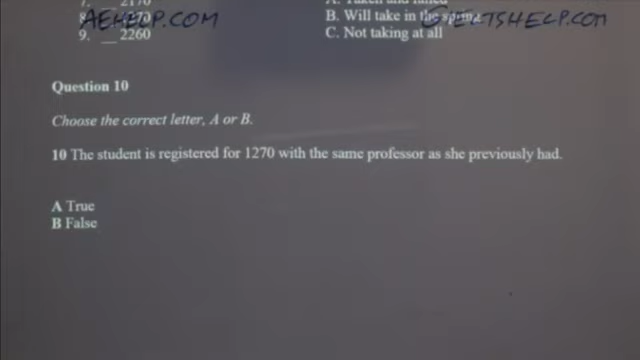 AEHELP.COM
GIELTSHELP.COM
B. Will take in the spring
9. __ 2260
C. Not taking at all
Question 10
Choose the correct letter, A or B.
10 The student is registered for 1270 with the same professor as she previously had.
A True
B False